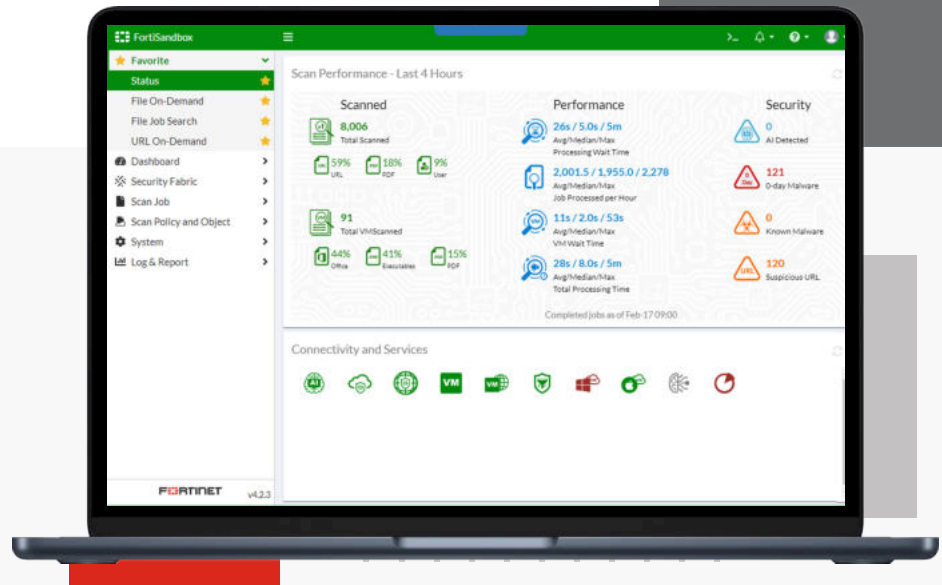 FortiSandbox
Favorite
Status
File On-Demand
File Job Search
URL On-Demand
Dashboard
Security Fabric
Scan Job
Scan Policy and Object
System
Log & Report
FORTINET
v4.2.3
Scan Performance - Last 4 Hours
Scanned
8,006
Total Scanned
59%
URL
18%
PDF
9%
User
91
Total VMScanned
44%
Office
41%
Executables
15%
PDF
Performance
26s / 5.0s / 5m
Avg/Median/Max
Processing Wait Time
2,001.5 / 1,955.0 / 2,278
Avg/Median/Max
Job Processed per Hour
11s / 2.0s / 53s
Avg/Median/Max
VM Wait Time
28s / 8.0s / 5m
Avg/Median/Max
Total Processing Time
Security
0
AI Detected
0
Day
121
0-day Malware
0
Known Malware
URL
120
Suspicious URL
Completed jobs as of Feb-17 09:00
Connectivity and Services
AI
VM
VM